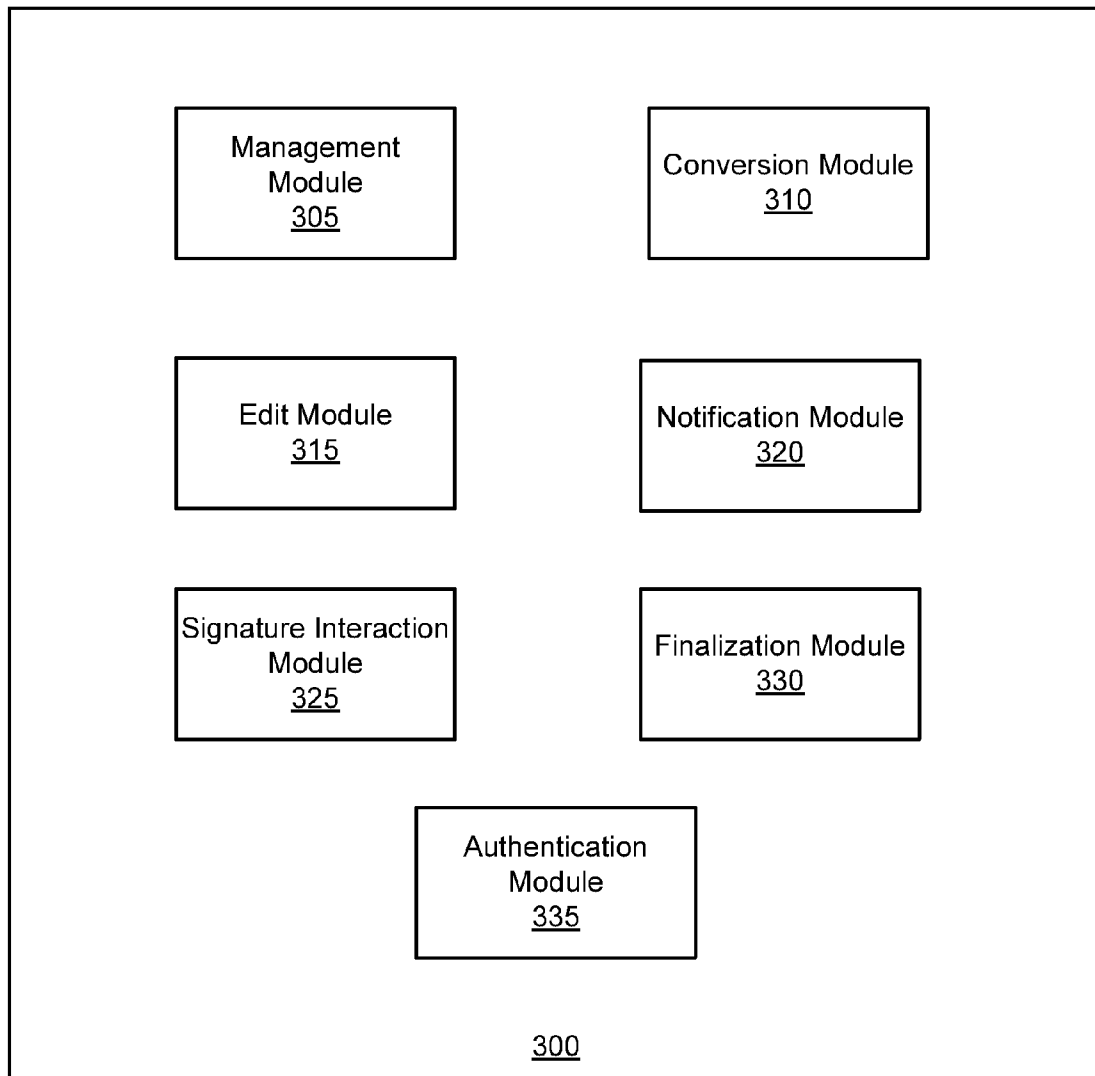 Management
Module
305
Conversion Module
310
Edit Module
315
Notification Module
320
Signature Interaction
Module
325
Finalization Module
330
Authentication
Module
335
300